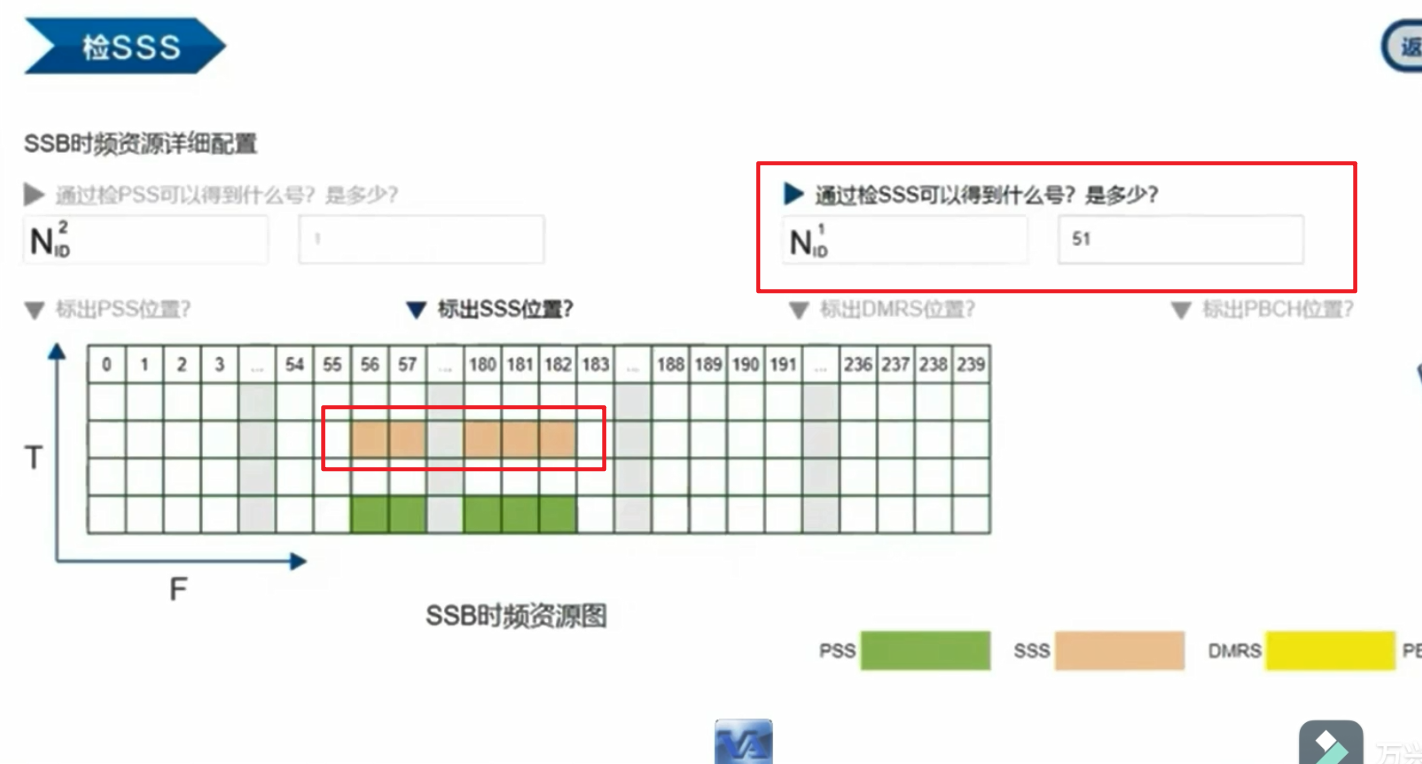 检SSS
返
SSB时频资源详细配置
通过检PSS可以得到什么号？是多少？
通过检SSS可以得到什么号？是多少？
N ID 2
1
N ID 1
51
标出PSS位置？
标出SSS位置？
标出DMRS位置？
标出PBCH位置？
0 1 2 3 ... 54 55 56 57 ... 180 181 182 183 ... 188 189 190 191 ... 236 237 238 239
T
F
SSB时频资源图
PSS
SSS
DMRS
VA
万